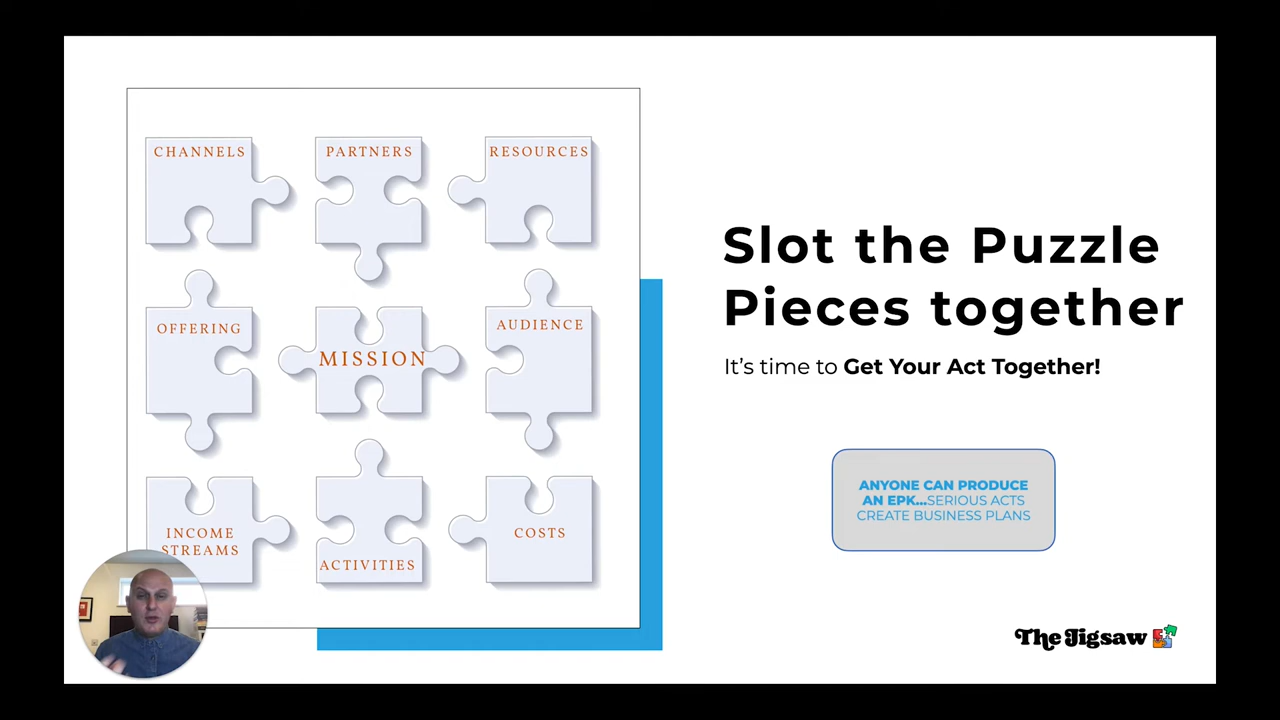 CHANNELS
PARTNERS
RESOURCES
OFFERING
MISSION
AUDIENCE
INCOME
STREAMS
ACTIVITIES
COSTS
Slot the Puzzle
Pieces together
It’s time to Get Your Act Together!
ANYONE CAN PRODUCE
AN EPK...SERIOUS ACTS
CREATE BUSINESS PLANS
The Jigsaw